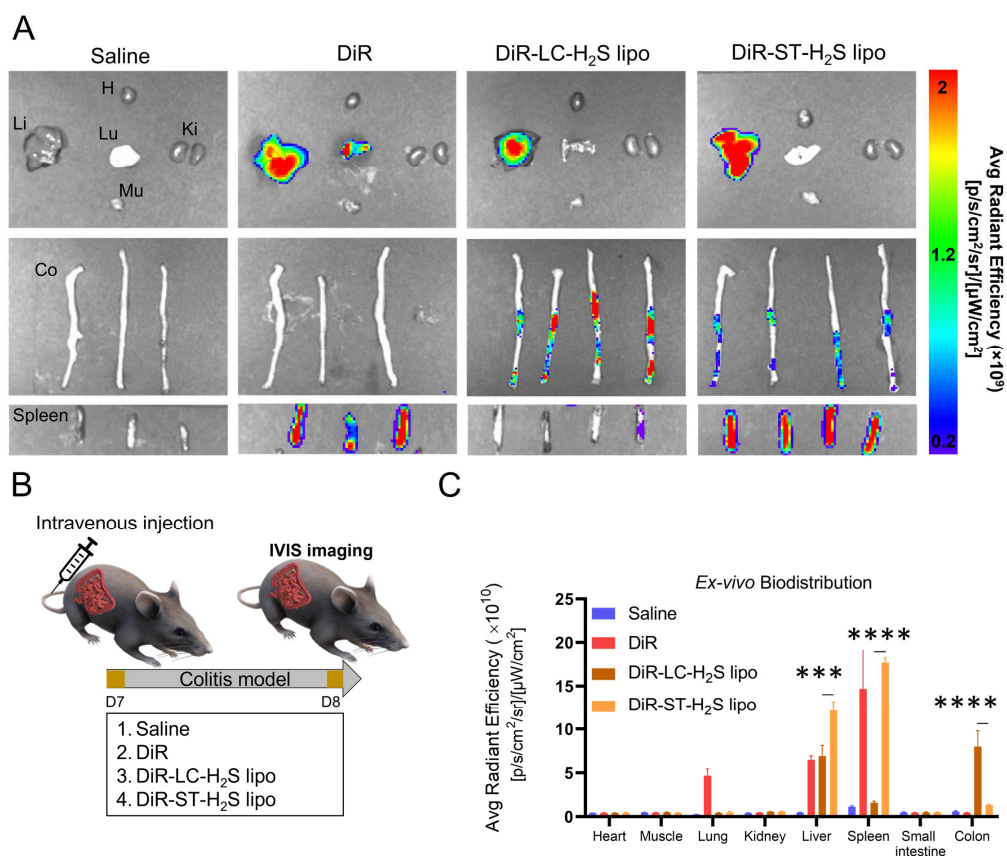 A
Saline
DiR
DiR-LC-H₂S lipo
DiR-ST-H₂S lipo
H
Li
Lu
Ki
Mu
Co
Spleen
2
1.2
0.2
Avg Radiant Efficiency (×10⁹)
[p/s/cm²/sr]/[µW/cm²]
B
Intravenous injection
IVIS imaging
Colitis model
D7
D8
1. Saline
2. DiR
3. DiR-LC-H₂S lipo
4. DiR-ST-H₂S lipo
C
Ex-vivo Biodistribution
Avg Radiant Efficiency ( ×10¹⁰)
[p/s/cm²/sr]/[µW/cm²]
25
20
15
10
5
0
Saline
DiR
DiR-LC-H₂S lipo
DiR-ST-H₂S lipo
***
****
****
Heart
Muscle
Lung
Kidney
Liver
Spleen
Small
intestine
Colon